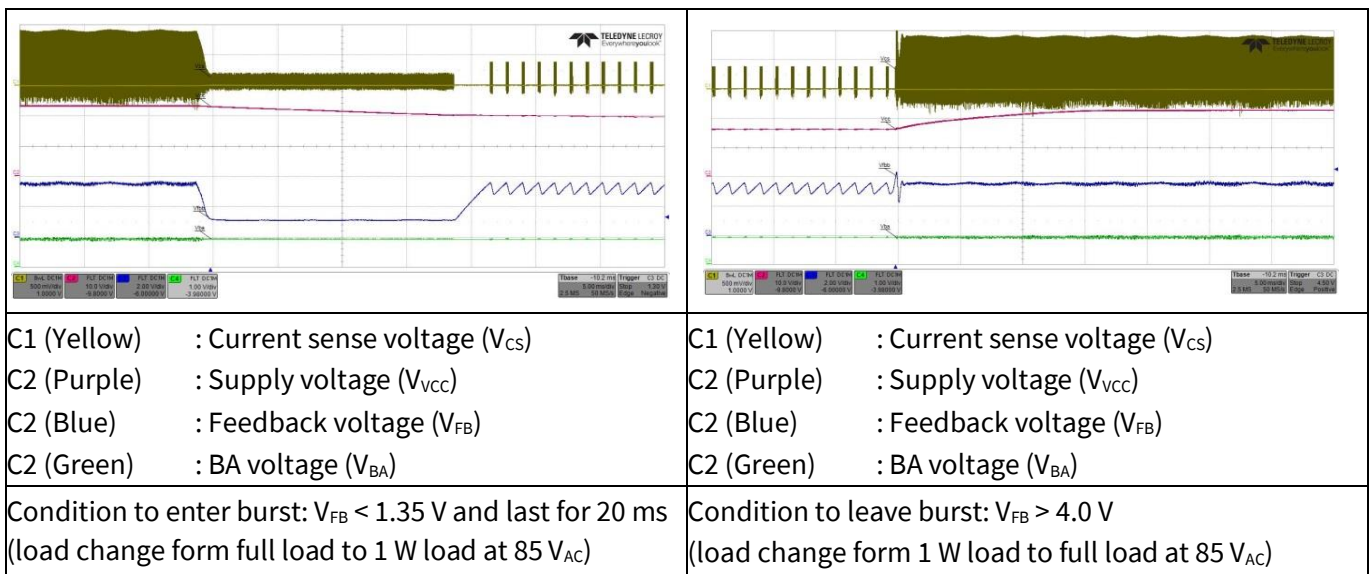 TELEDYNE LECROY
Everywhereyoulook
TELEDYNE LECROY
Everywhereyoulook
C1 (Yellow) : Current sense voltage (VCS)
C2 (Purple) : Supply voltage (VVCC)
C2 (Blue) : Feedback voltage (VFB)
C2 (Green) : BA voltage (VBA)
C1 (Yellow) : Current sense voltage (VCS)
C2 (Purple) : Supply voltage (VVCC)
C2 (Blue) : Feedback voltage (VFB)
C2 (Green) : BA voltage (VBA)
Condition to enter burst: VFB < 1.35 V and last for 20 ms
(load change form full load to 1 W load at 85 VAC)
Condition to leave burst: VFB > 4.0 V
(load change form 1 W load to full load at 85 VAC)